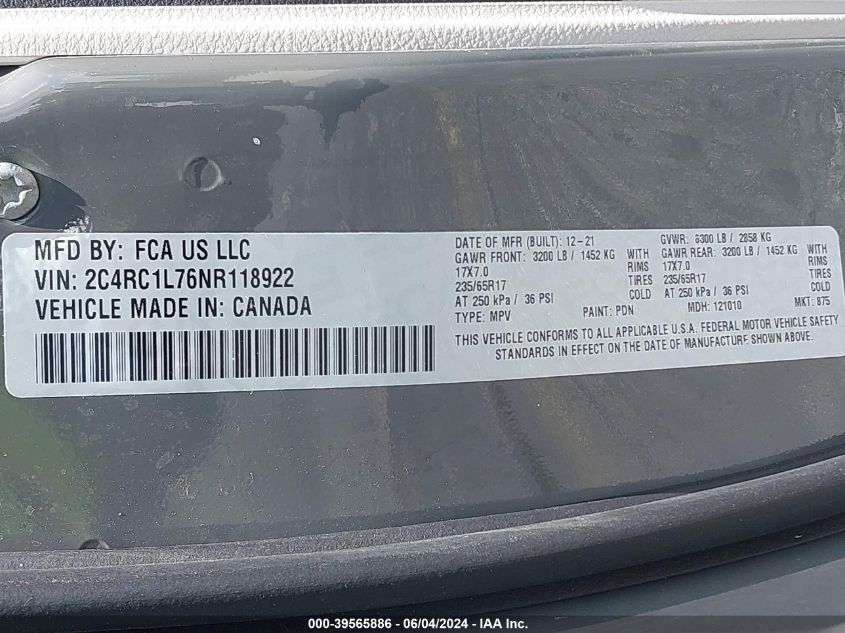 MFD BY: FCA US LLC
VIN: 2C4RC1L76NR118922
VEHICLE MADE IN: CANADA
DATE OF MFR (BUILT): 12-21 GVWR: 6300 LB / 2858 KG
GAWR FRONT: 3200 LB / 1452 KG WITH GAWR REAR: 3200 LB / 1452 KG WITH
17X7.0 RIMS 17X7.0 RIMS
235/65R17 TIRES 235/65R17 TIRES
AT 250 kPa / 36 PSI COLD AT 250 kPa / 36 PSI COLD
TYPE: MPV PAINT: PDN MDH: 121010 MKT: 875
THIS VEHICLE CONFORMS TO ALL APPLICABLE U.S.A. FEDERAL MOTOR VEHICLE SAFETY
STANDARDS IN EFFECT ON THE DATE OF MANUFACTURE SHOWN ABOVE.
000-39565886 - 06/04/2024 - IAA Inc.